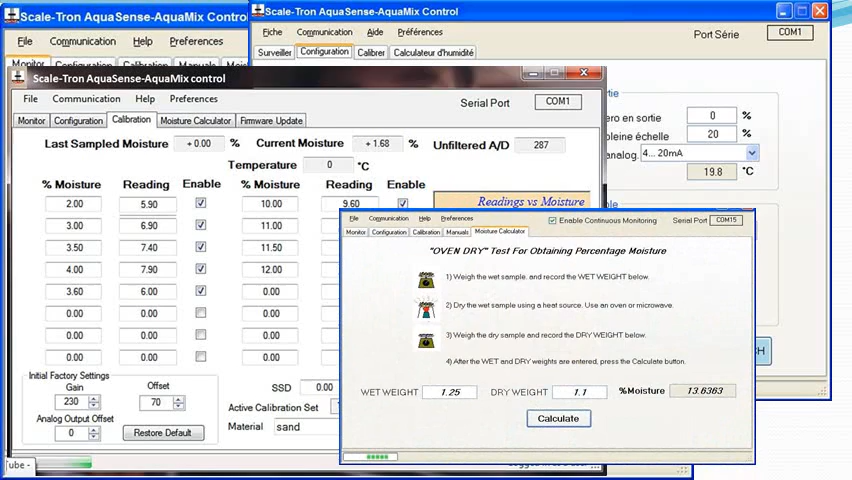 Scale-Tron AquaSense-AquaMix Control
File Communication Help Preferences
Monitor
Scale-Tron AquaSense-AquaMix Control
Fiche Communication Aide Préférences
Port Série COM1
Surveiller Configuration Calibrer Calculateur d'humidité
zero en sortie 0 %
pleine échelle 20 %
analog. 4... 20mA
19.8 °C
Scale-Tron AquaSense-AquaMix control
File Communication Help Preferences
Serial Port COM1
Monitor Configuration Calibration Moisture Calculator Firmware Update
Last Sampled Moisture + 0.00 % Current Moisture + 1.68 % Unfiltered A/D 287
Temperature 0 °C
% Moisture Reading Enable % Moisture Reading Enable
Readings vs Moisture
2.00 5.90 10.00 9.60
3.00 6.90 11.00
3.50 7.40 11.50
4.00 7.90 12.00
3.60 6.00 0.00
0.00 0.00 0.00
0.00 0.00 0.00
0.00 0.00 0.00
Initial Factory Settings
Gain Offset
230 70
Analog Output Offset
0 Restore Default
SSD 0.00
Active Calibration Set
Material sand
File Communication Help Preferences
Enable Continuous Monitoring Serial Port COM15
Monitor Configuration Calibration Manuals Moisture Calculator
"OVEN DRY" Test For Obtaining Percentage Moisture
1) Weigh the wet sample. and record the WET WEIGHT below.
2) Dry the wet sample using a heat source. Use an oven or microwave.
3) Weigh the dry sample and record the DRY WEIGHT below.
4) After the WET and DRY weights are entered, press the Calculate button.
WET WEIGHT 1.25 DRY WEIGHT 1.1 %Moisture 13.6363
Calculate